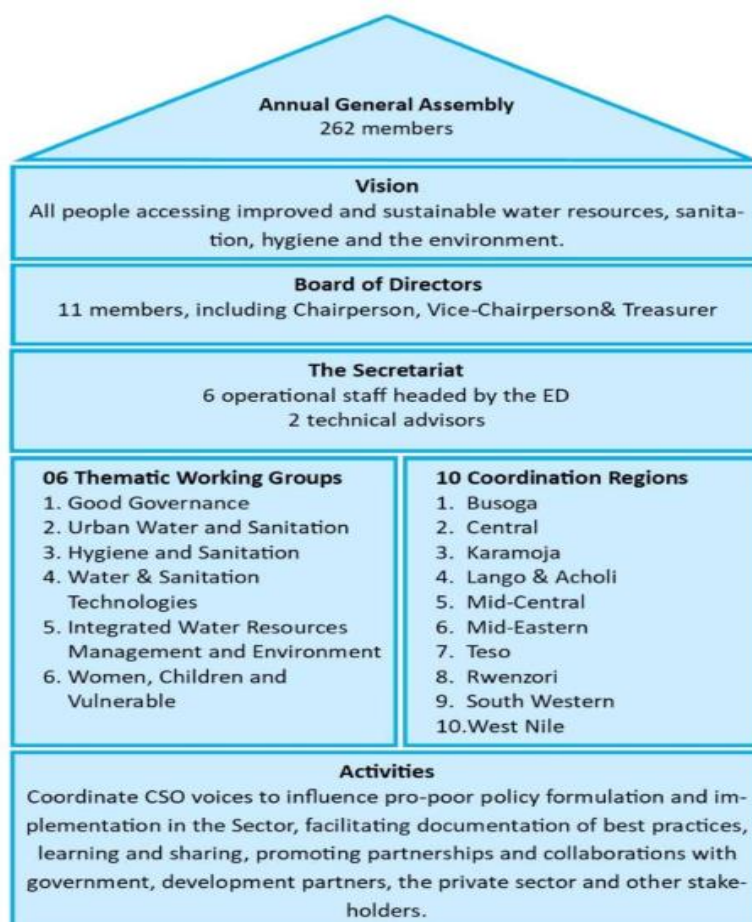 Annual General Assembly
262 members
Vision
All people accessing improved and sustainable water resources, sanita-
tion, hygiene and the environment.
Board of Directors
11 members, including Chairperson, Vice-Chairperson& Treasurer
The Secretariat
6 operational staff headed by the ED
2 technical advisors
06 Thematic Working Groups
1. Good Governance
2. Urban Water and Sanitation
3. Hygiene and Sanitation
4. Water & Sanitation
Technologies
5. Integrated Water Resources
Management and Environment
6. Women, Children and
Vulnerable
10 Coordination Regions
1. Busoga
2. Central
3. Karamoja
4. Lango & Acholi
5. Mid-Central
6. Mid-Eastern
7. Teso
8. Rwenzori
9. South Western
10.West Nile
Activities
Coordinate CSO voices to influence pro-poor policy formulation and im-
plementation in the Sector, facilitating documentation of best practices,
learning and sharing, promoting partnerships and collaborations with
government, development partners, the private sector and other stake-
holders.